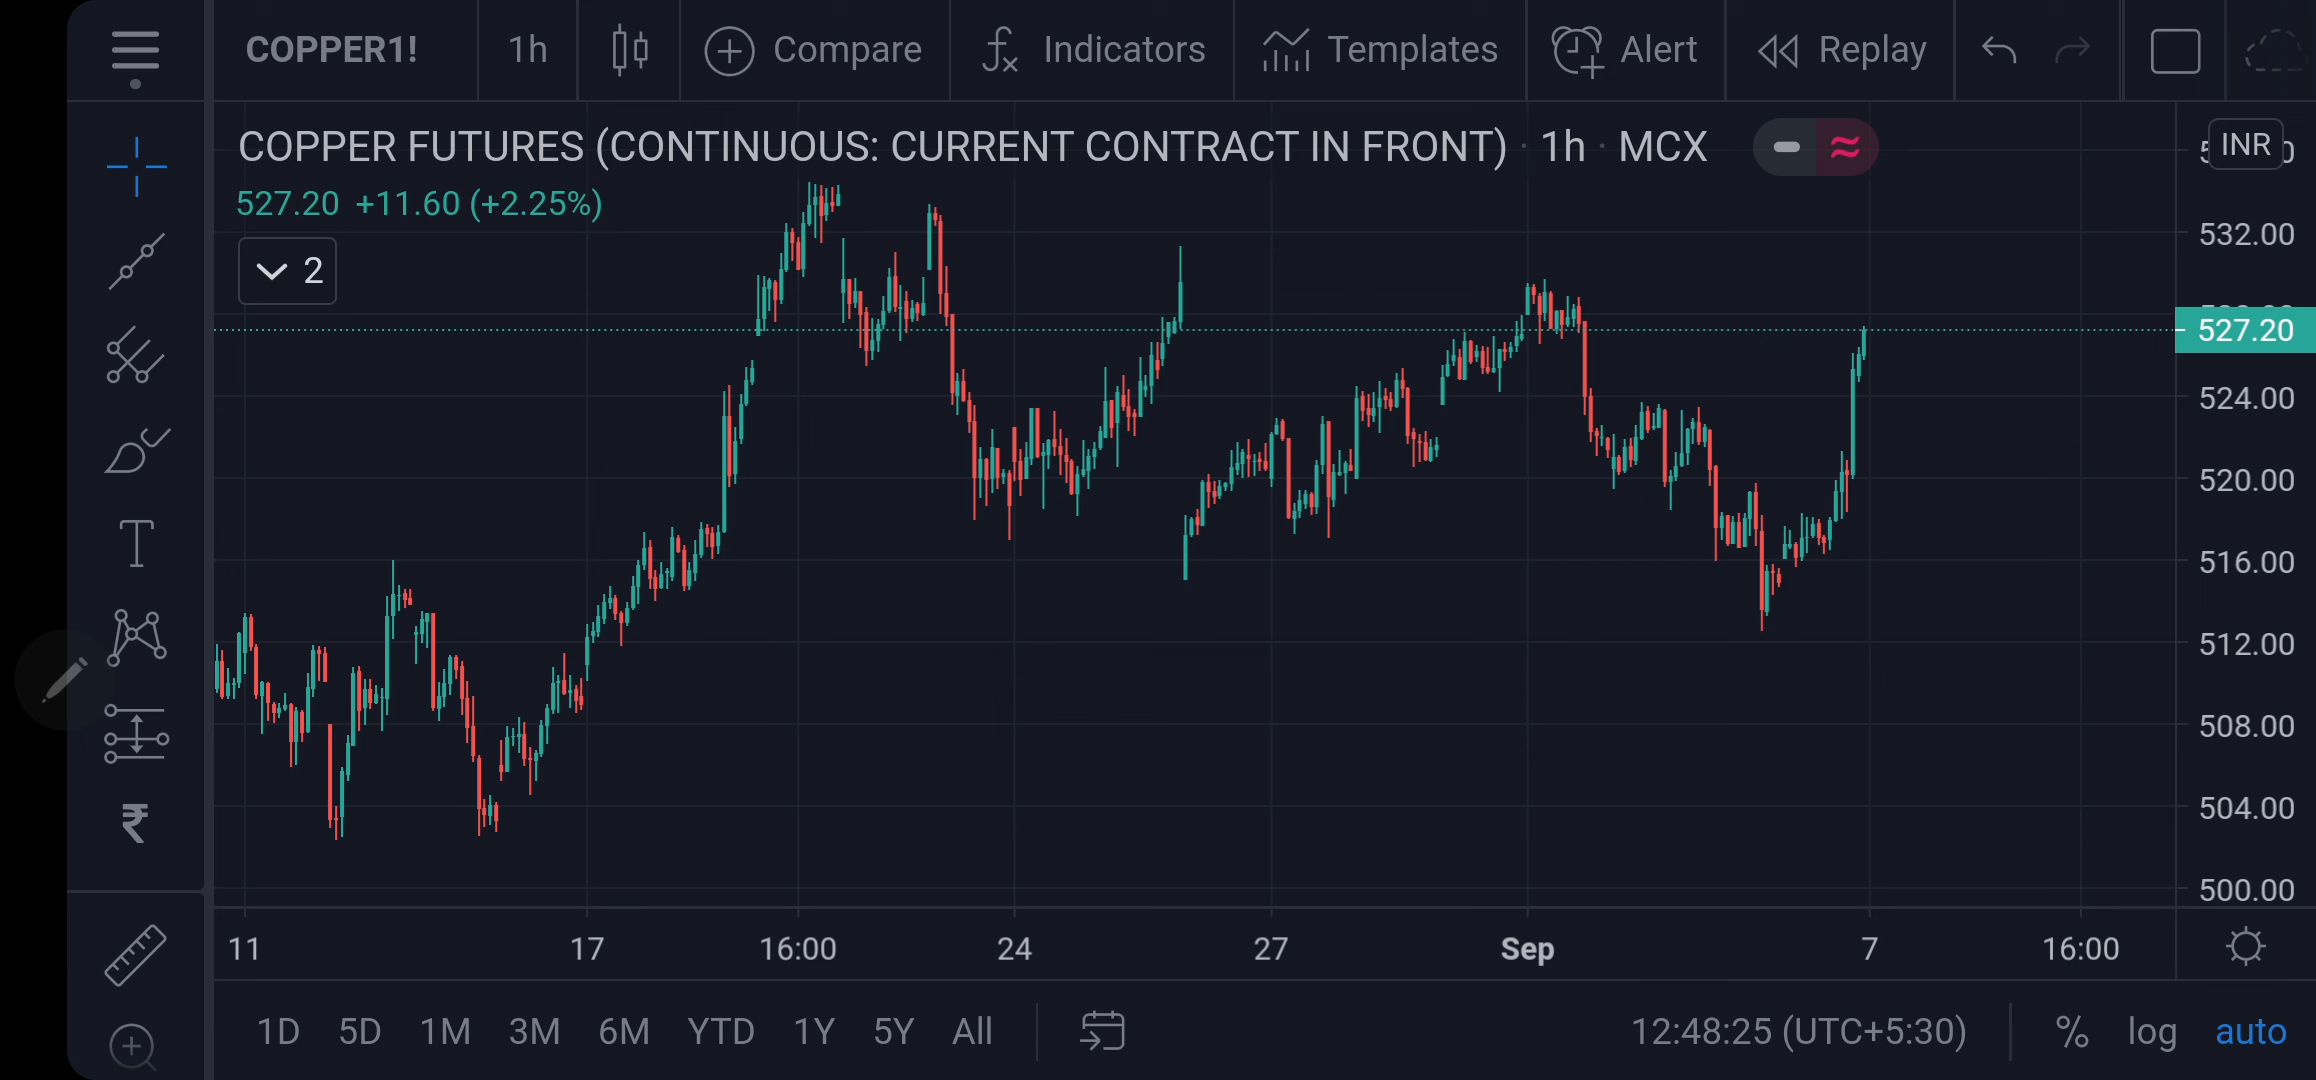 COPPER1! 1h Compare Indicators Templates Alert Replay
COPPER FUTURES (CONTINUOUS: CURRENT CONTRACT IN FRONT) · 1h · MCX
INR
527.20 +11.60 (+2.25%)
2
532.00
527.20
524.00
520.00
516.00
512.00
508.00
504.00
500.00
11 17 16:00 24 27 Sep 7 16:00
1D 5D 1M 3M 6M YTD 1Y 5Y All 12:48:25 (UTC+5:30) % log auto